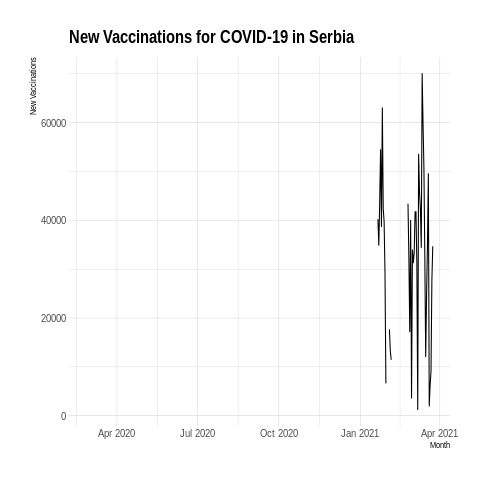 New Vaccinations for COVID-19 in Serbia
New Vaccinations
60000
40000
20000
0
Apr 2020 Jul 2020 Oct 2020 Jan 2021 Apr 2021
Month